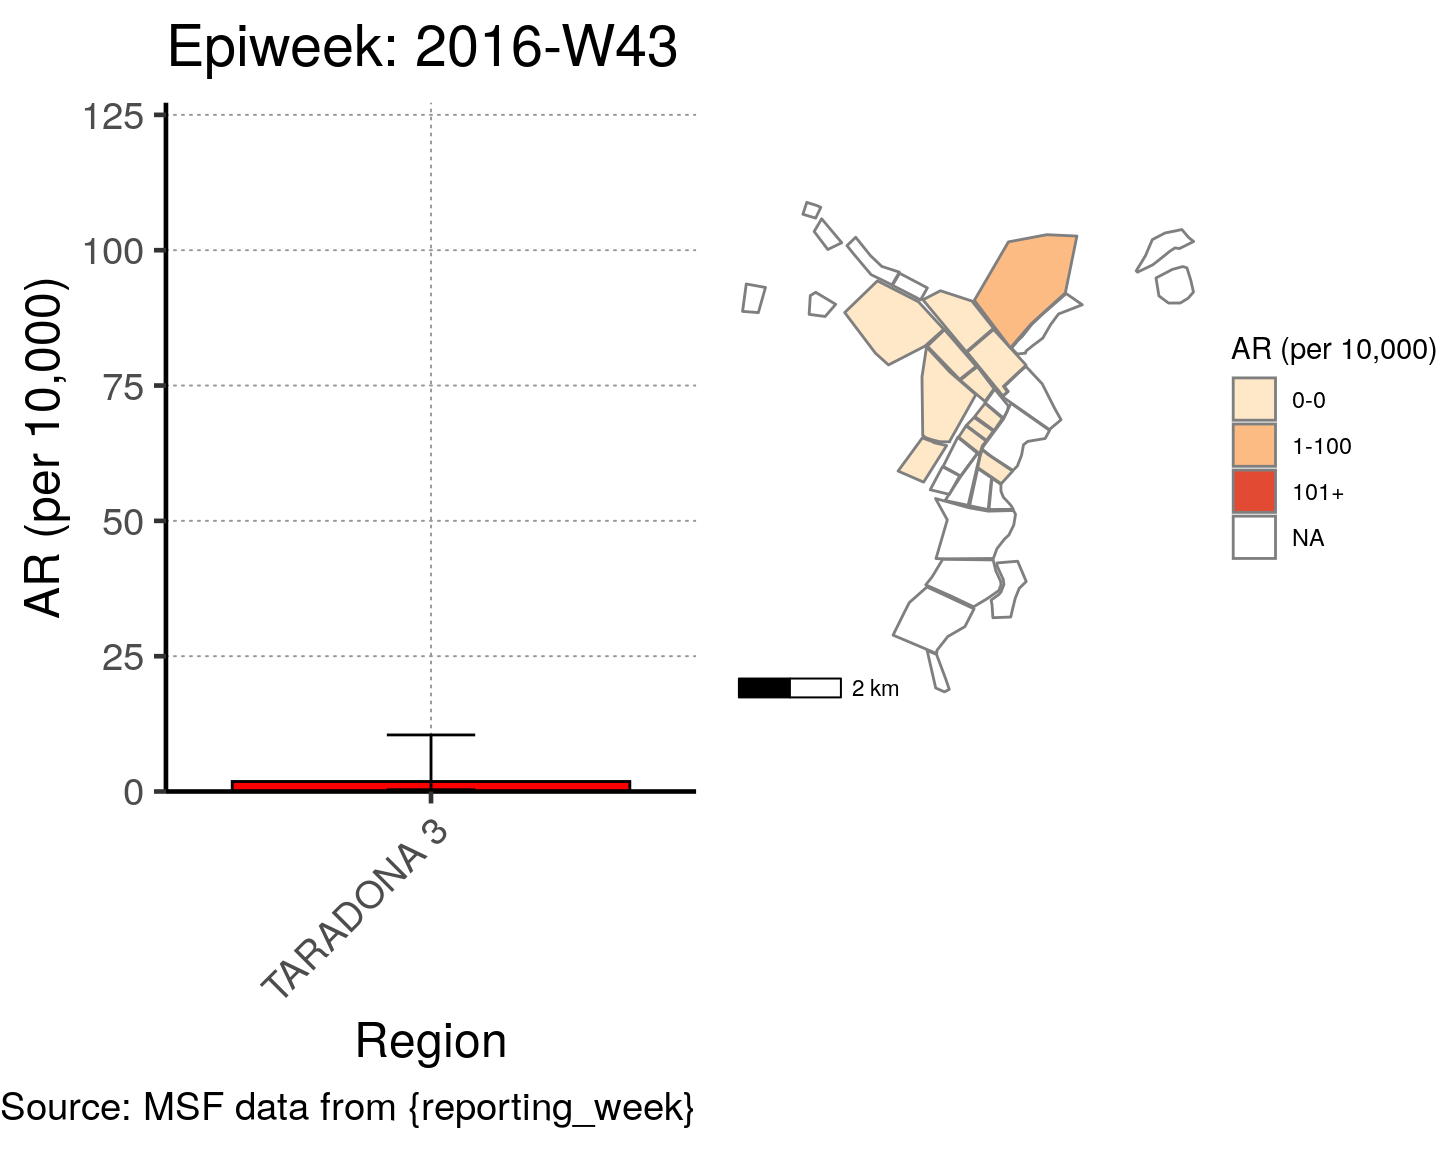 Epiweek: 2016-W43
AR (per 10,000)
125
100
75
50
25
0
TARADONA 3
Region
Source: MSF data from {reporting_week}
2 km
AR (per 10,000)
0-0
1-100
101+
NA